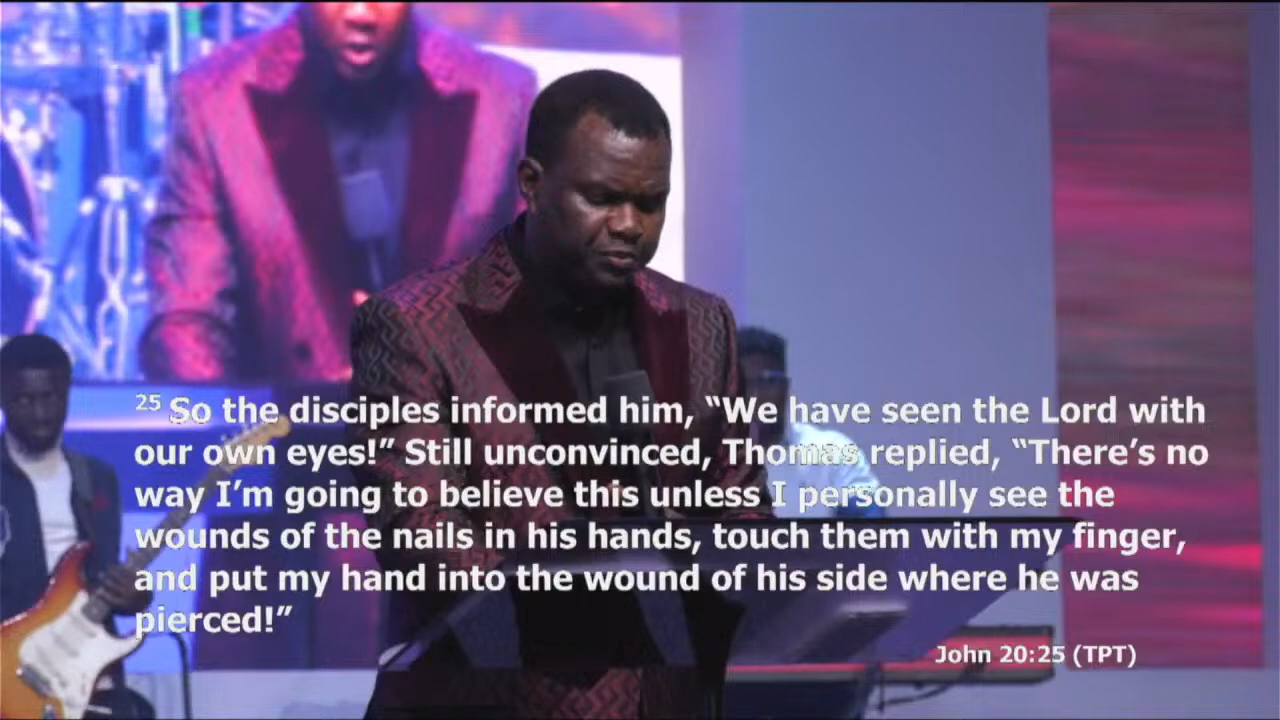 25 So the disciples informed him, “We have seen the Lord with
our own eyes!” Still unconvinced, Thomas replied, “There’s no
way I’m going to believe this unless I personally see the
wounds of the nails in his hands, touch them with my finger,
and put my hand into the wound of his side where he was
pierced!”
John 20:25 (TPT)